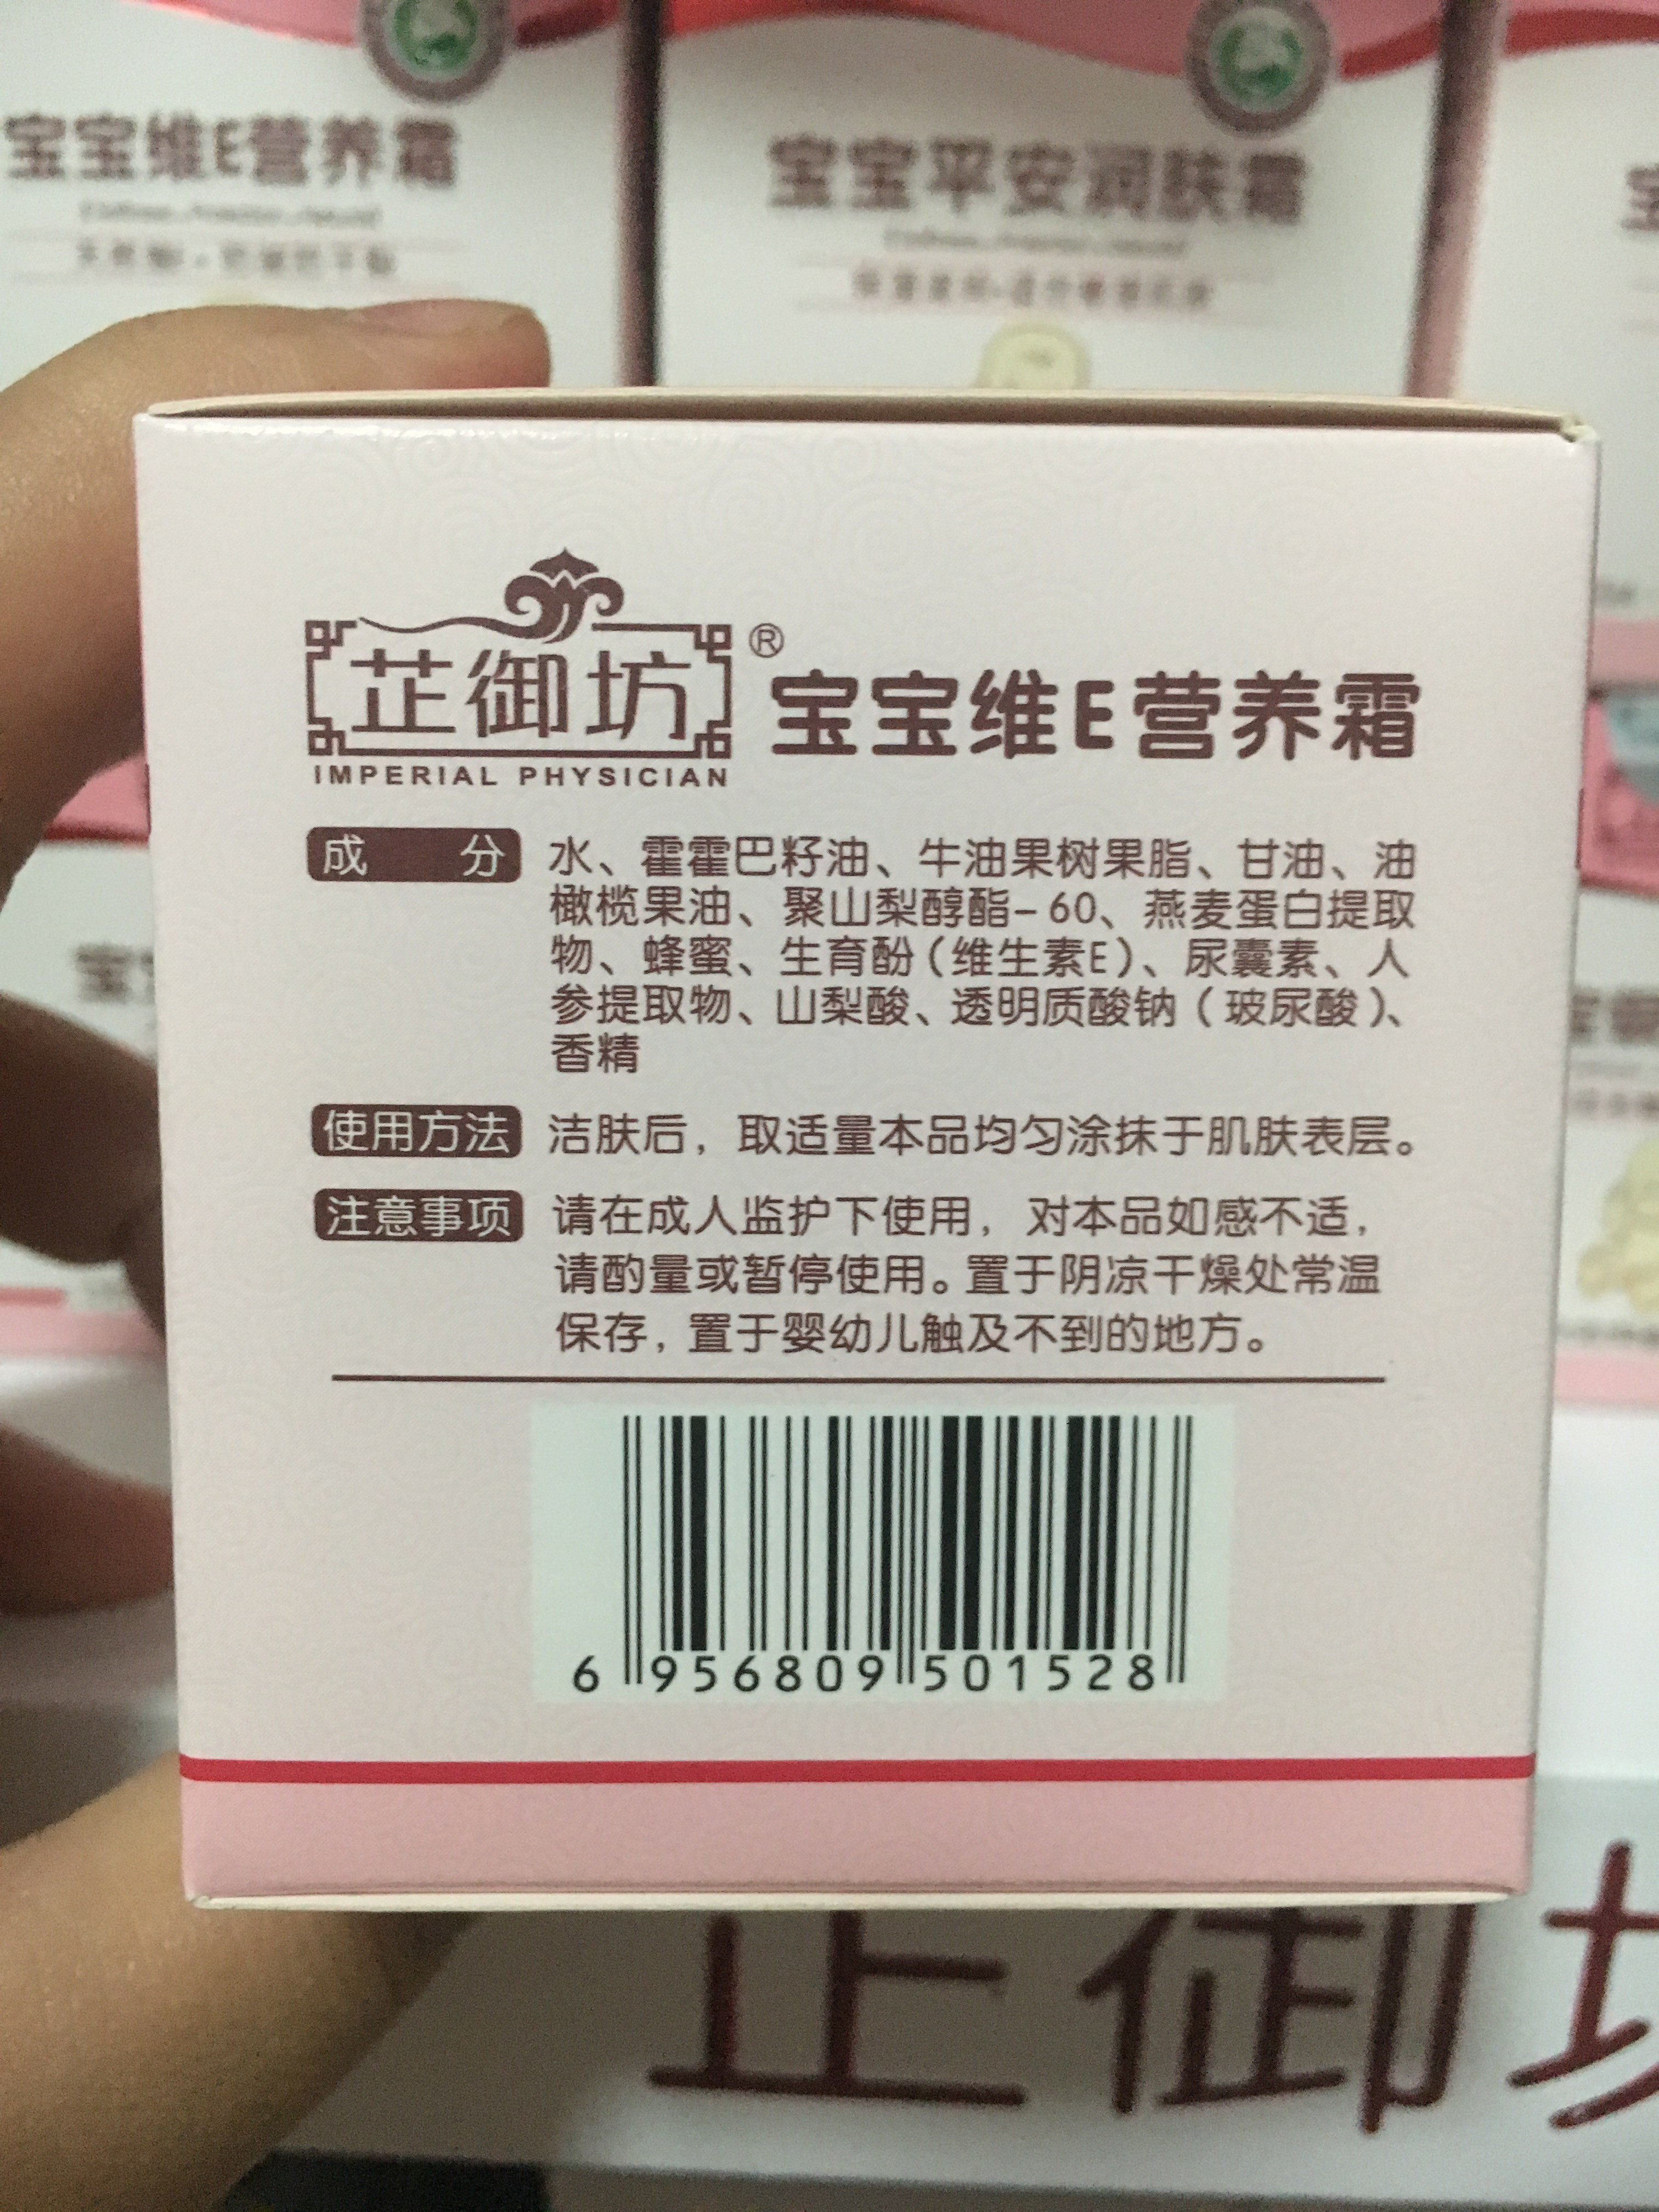 宝宝维E营养霜
宝宝平安润肤霜
芷御坊®
IMPERIAL PHYSICIAN
宝宝维E营养霜
成 分 水、霍霍巴籽油、牛油果树果脂、甘油、油
橄榄果油、聚山梨醇酯-60、燕麦蛋白提取
物、蜂蜜、生育酚(维生素E)、尿囊素、人
参提取物、山梨酸、透明质酸钠(玻尿酸)、
香精
使用方法 洁肤后，取适量本品均匀涂抹于肌肤表层。
注意事项 请在成人监护下使用，对本品如感不适，
请酌量或暂停使用。置于阴凉干燥处常温
保存，置于婴幼儿触及不到的地方。
6 956809 501528
芷御坊